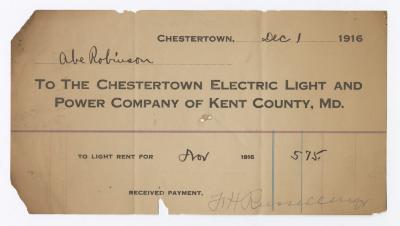 CHESTERTOWN, Dec 1 1916
Abe Robinson
TO THE CHESTERTOWN ELECTRIC LIGHT AND
POWER COMPANY OF KENT COUNTY, MD.
TO LIGHT RENT FOR Nov 1916 5 75
RECEIVED PAYMENT,